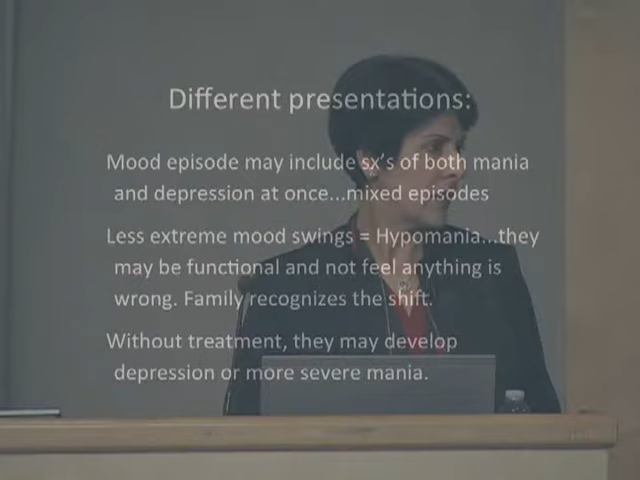 Different presentations:
Mood episode may include sx's of both mania
and depression at once...mixed episodes
Less extreme mood swings = Hypomania...they
may be functional and not feel anything is
wrong. Family recognizes the shift.
Without treatment, they may develop
depression or more severe mania.